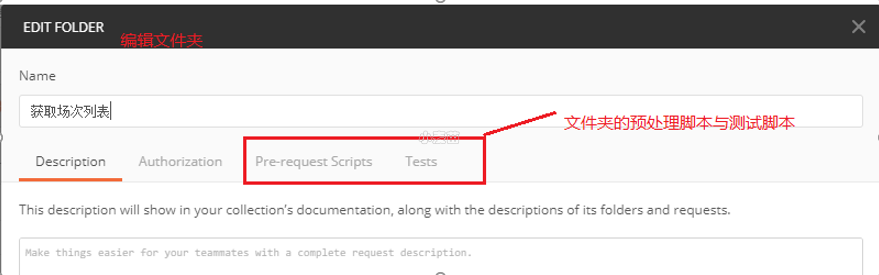 EDIT FOLDER
编辑文件夹
Name
获取场次列表
文件夹的预处理脚本与测试脚本
Description Authorization Pre-request Scripts Tests
This description will show in your collection's documentation, along with the descriptions of its folders and requests.
Make things easier for your teammates with a complete request description.